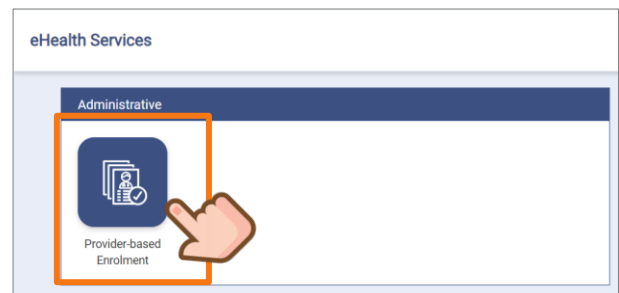 eHealth Services
Administrative
Provider-based
Enrolment